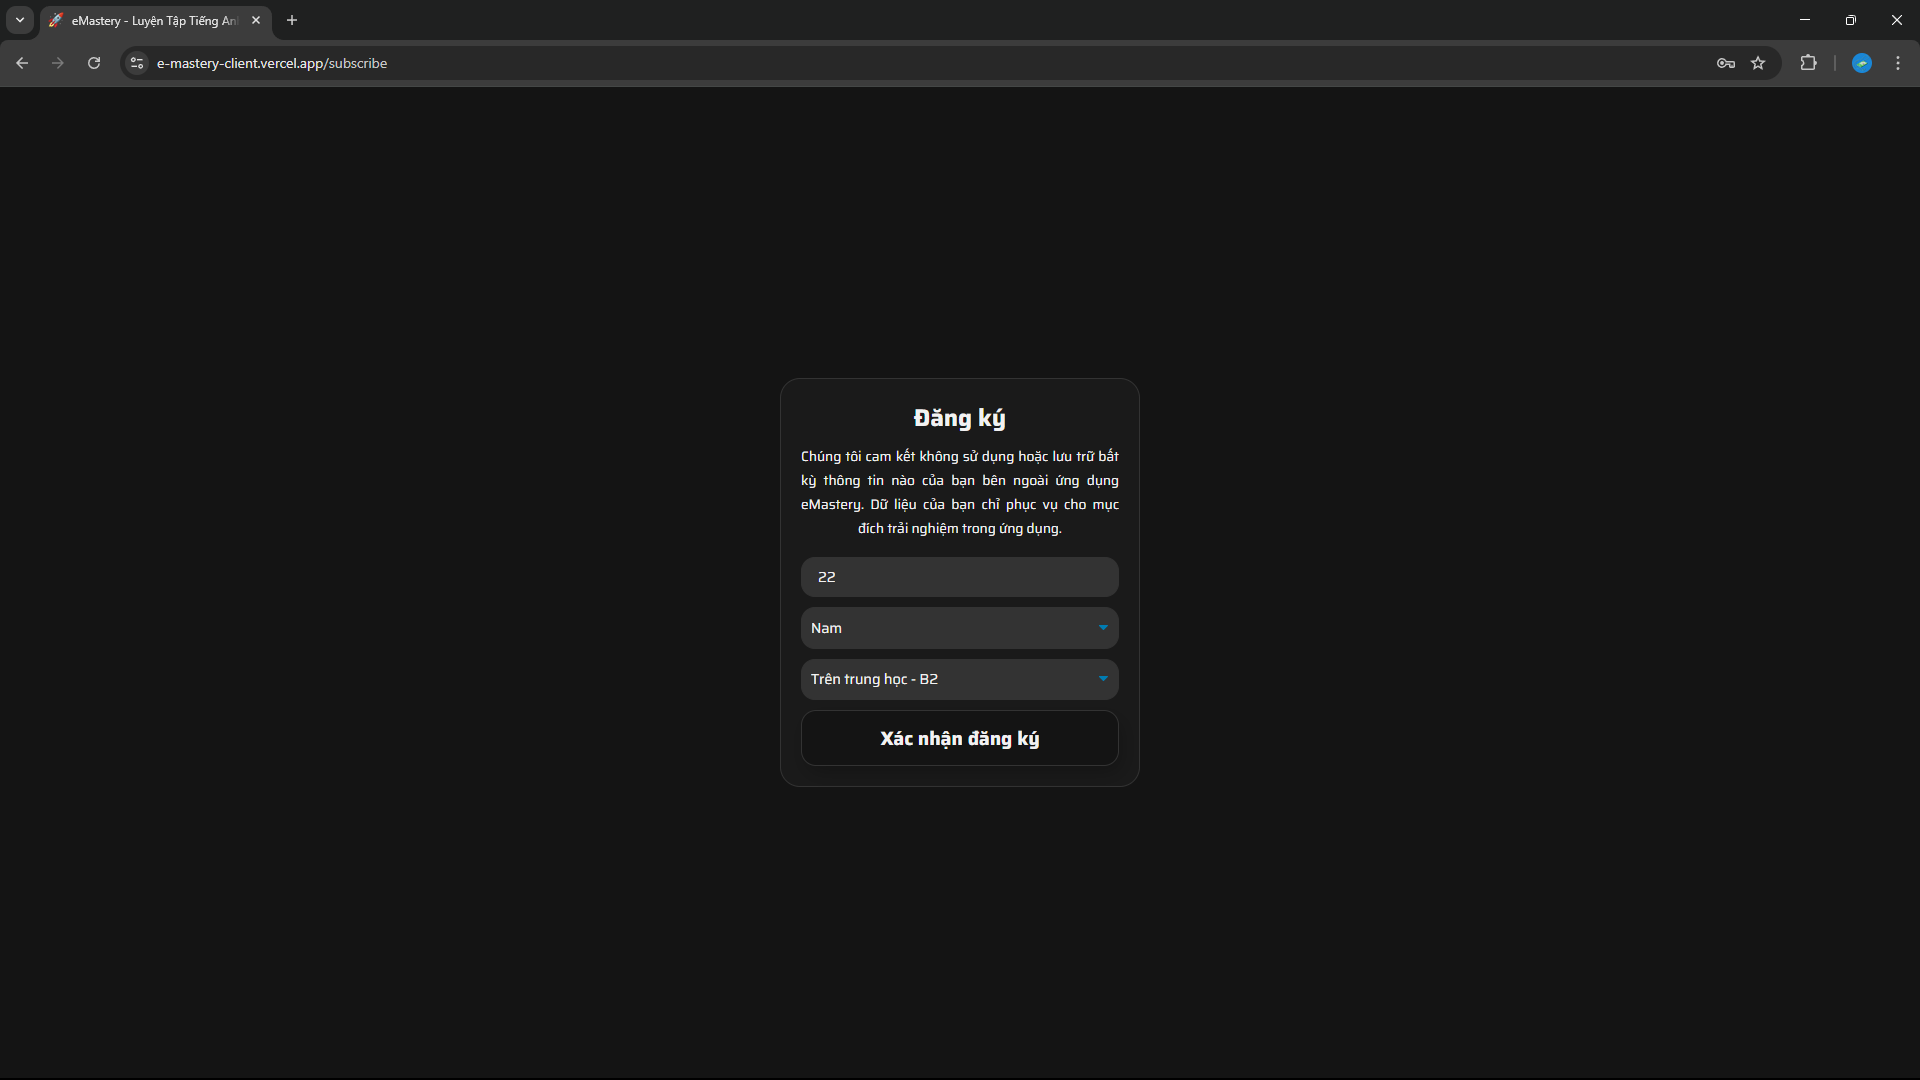 eMastery - Luyện Tập Tiếng An
e-mastery-client.vercel.app/subscribe
Đăng ký
Chúng tôi cam kết không sử dụng hoặc lưu trữ bất
kỳ thông tin nào của bạn bên ngoài ứng dụng
eMastery. Dữ liệu của bạn chỉ phục vụ cho mục
đích trải nghiệm trong ứng dụng.
22
Nam
Trên trung học - B2
Xác nhận đăng ký